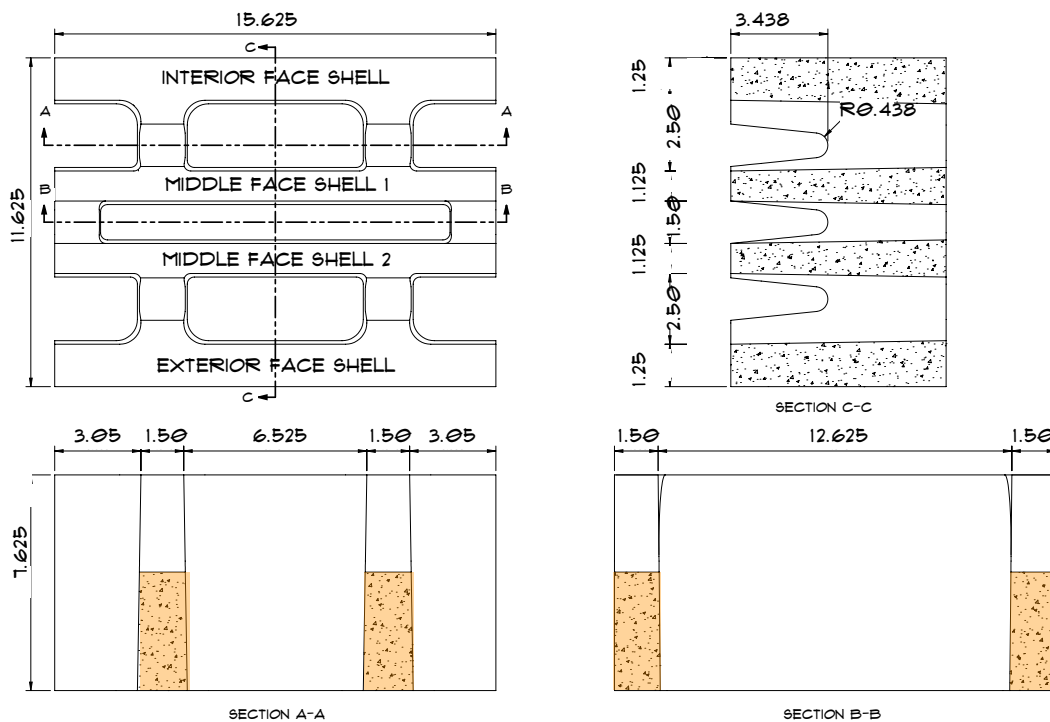 15.625
C
INTERIOR FACE SHELL
A
A
MIDDLE FACE SHELL 1
B
B
11.625
MIDDLE FACE SHELL 2
EXTERIOR FACE SHELL
C
3.438
1.25
R0.438
2.50
1.125
1.50
1.125
2.50
1.25
SECTION C-C
3.05
1.50
6.525
1.50
3.05
7.625
SECTION A-A
1.50
12.625
1.50
SECTION B-B